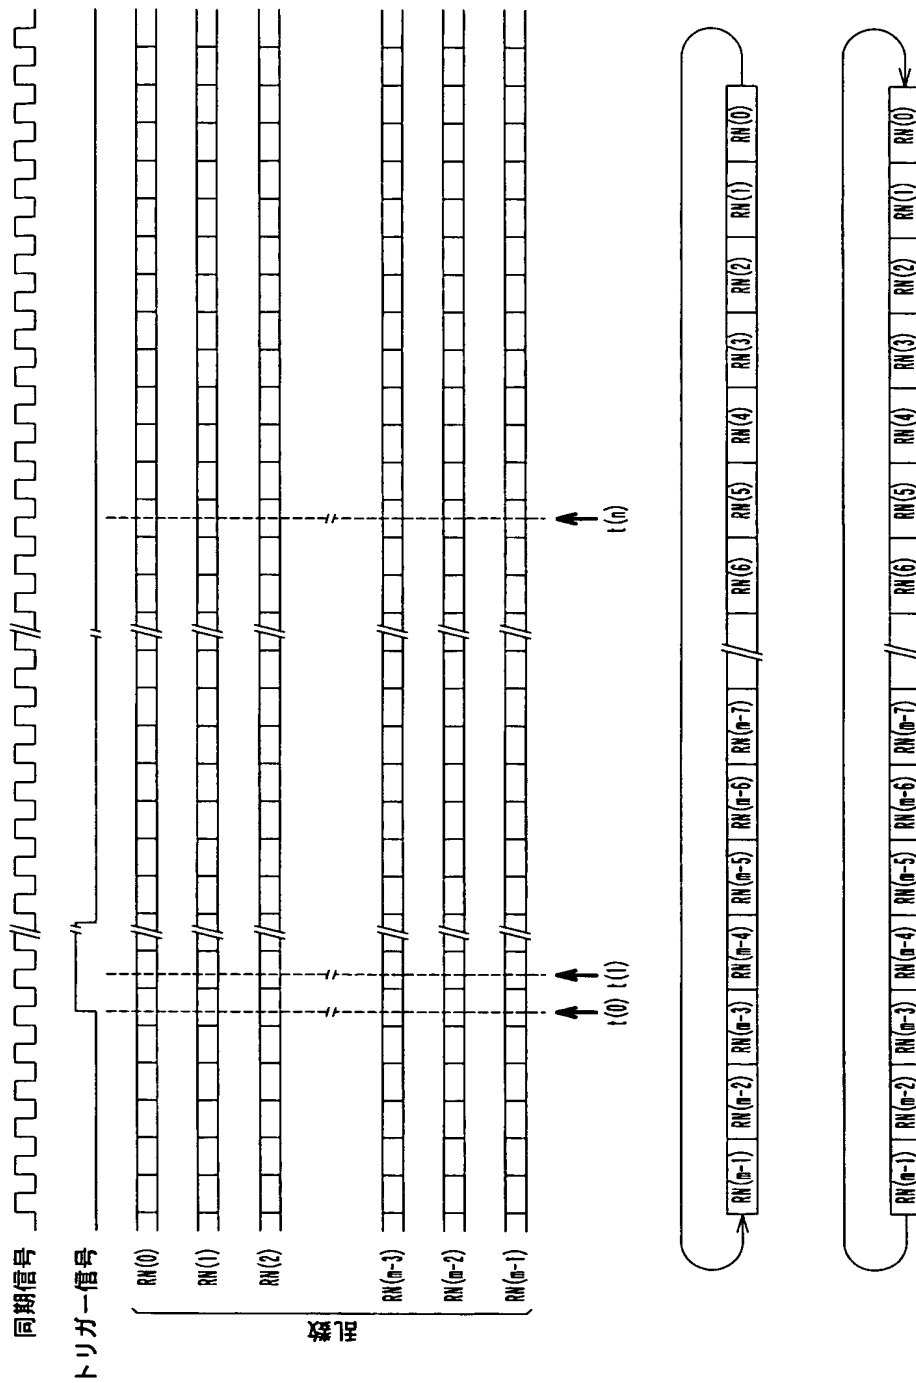 同期信号
トリガー信号
乱数
RN(0)
RN(1)
RN(2)
RN(m-3)
RN(m-2)
RN(m-1)
t(0) t(1) t(n)
RN(m-1) RN(m-2) RN(m-3) RN(m-4) RN(m-5) RN(m-6) RN(m-7) RN(6) RN(5) RN(4) RN(3) RN(2) RN(1) RN(0)
RN(m-1) RN(m-2) RN(m-3) RN(m-4) RN(m-5) RN(m-6) RN(m-7) RN(6) RN(5) RN(4) RN(3) RN(2) RN(1) RN(0)